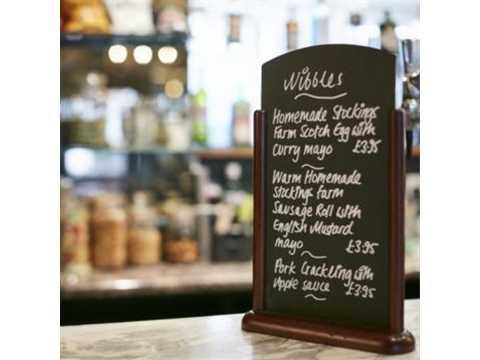 Nibbles
Homemade Stockings
Farm Scotch Egg with
Curry mayo £3.95
Warm Homemade
Stockings Farm
Sausage Roll with
English Mustard
mayo £3.95
Pork Crackling with
Apple sauce £3.95